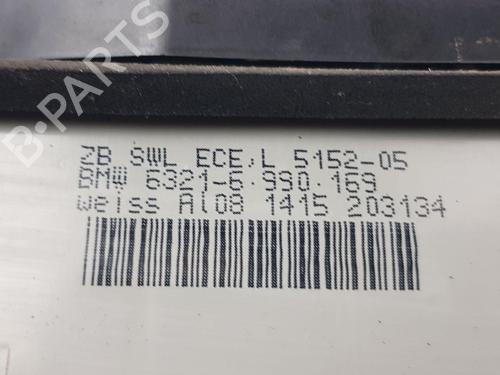 B-PARTS
ZB SWL ECE L 5152-05
BMW 6321-6.990.169
weiss Al08 1415 203134